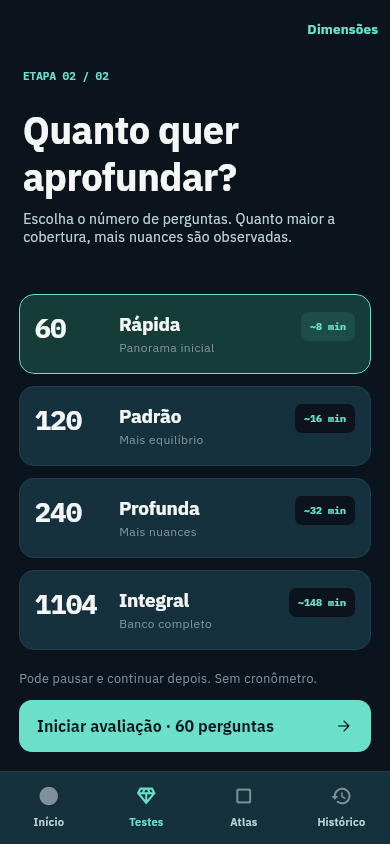 Dimensões
ETAPA 02 / 02
Quanto quer
aprofundar?
Escolha o número de perguntas. Quanto maior a
cobertura, mais nuances são observadas.
60
Rápida
~8 min
Panorama inicial
120
Padrão
~16 min
Mais equilíbrio
240
Profunda
~32 min
Mais nuances
1104
Integral
~148 min
Banco completo
Pode pausar e continuar depois. Sem cronômetro.
Iniciar avaliação · 60 perguntas →
Início
Testes
Atlas
Histórico